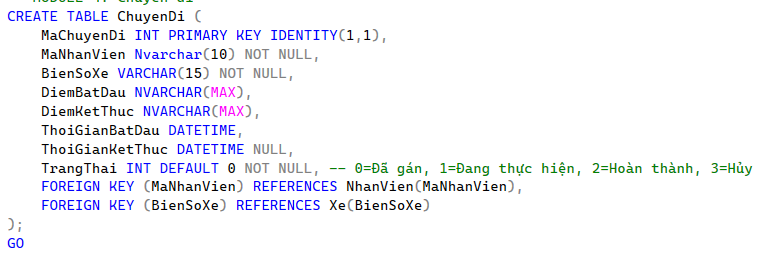 CREATE TABLE ChuyenDi (
    MaChuyenDi INT PRIMARY KEY IDENTITY(1,1),
    MaNhanVien Nvarchar(10) NOT NULL,
    BienSoXe VARCHAR(15) NOT NULL,
    DiemBatDau NVARCHAR(MAX),
    DiemKetThuc NVARCHAR(MAX),
    ThoiGianBatDau DATETIME,
    ThoiGianKetThuc DATETIME NULL,
    TrangThai INT DEFAULT 0 NOT NULL, -- 0=Đã gán, 1=Đang thực hiện, 2=Hoàn thành, 3=Hủy
    FOREIGN KEY (MaNhanVien) REFERENCES NhanVien(MaNhanVien),
    FOREIGN KEY (BienSoXe) REFERENCES Xe(BienSoXe)
);
GO